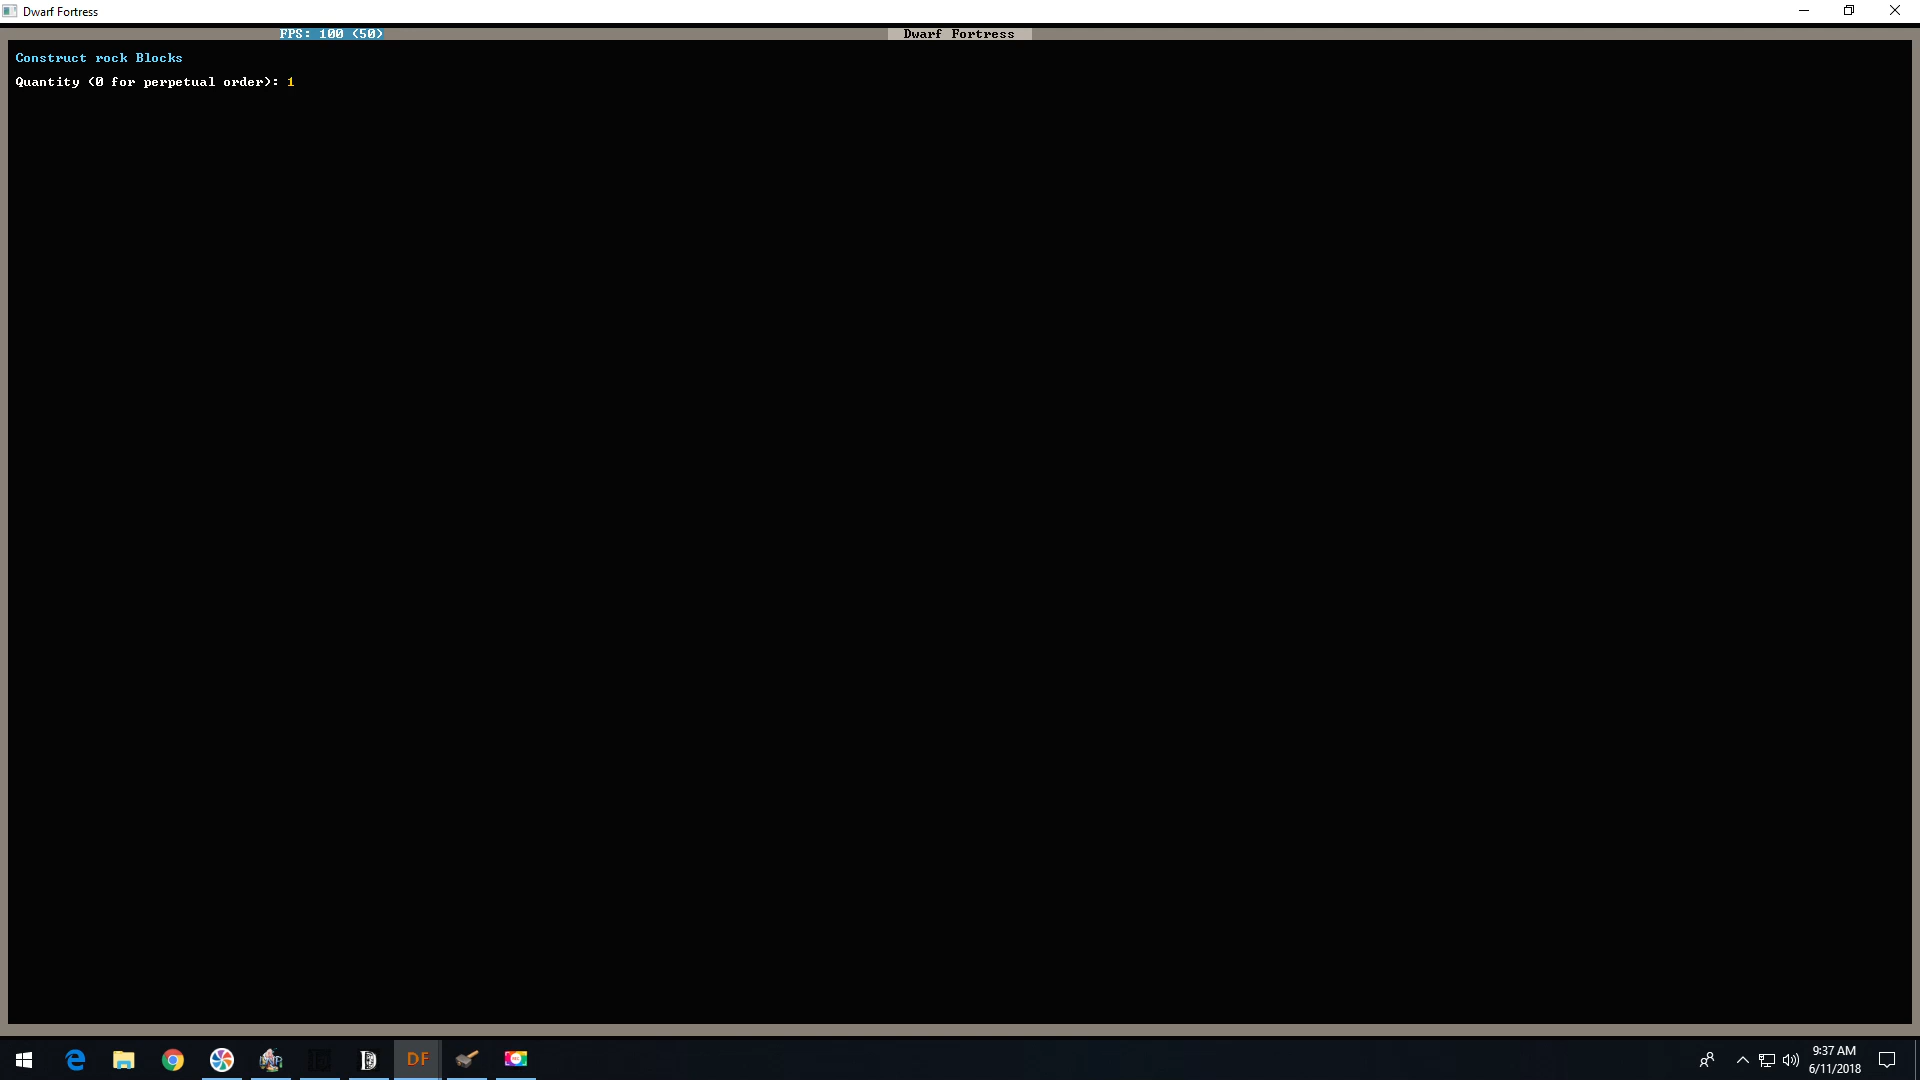 Dwarf Fortress
FPS: 100 (50)
Dwarf Fortress
Construct rock Blocks
Quantity (0 for perpetual order): 1
DF
9:37 AM
6/11/2018